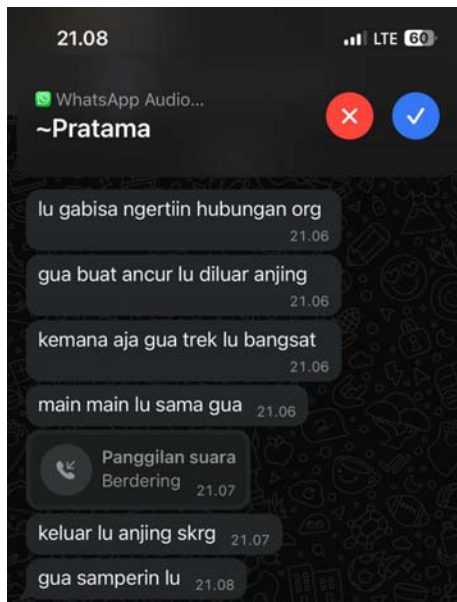 21.08
LTE 60
WhatsApp Audio...
~Pratama
lu gabisa ngertiin hubungan org
21.06
gua buat ancur lu diluar anjing
21.06
kemana aja gua trek lu bangsat
21.06
main main lu sama gua 21.06
Panggilan suara
Berdering 21.07
keluar lu anjing skrg 21.07
gua samperin lu 21.08